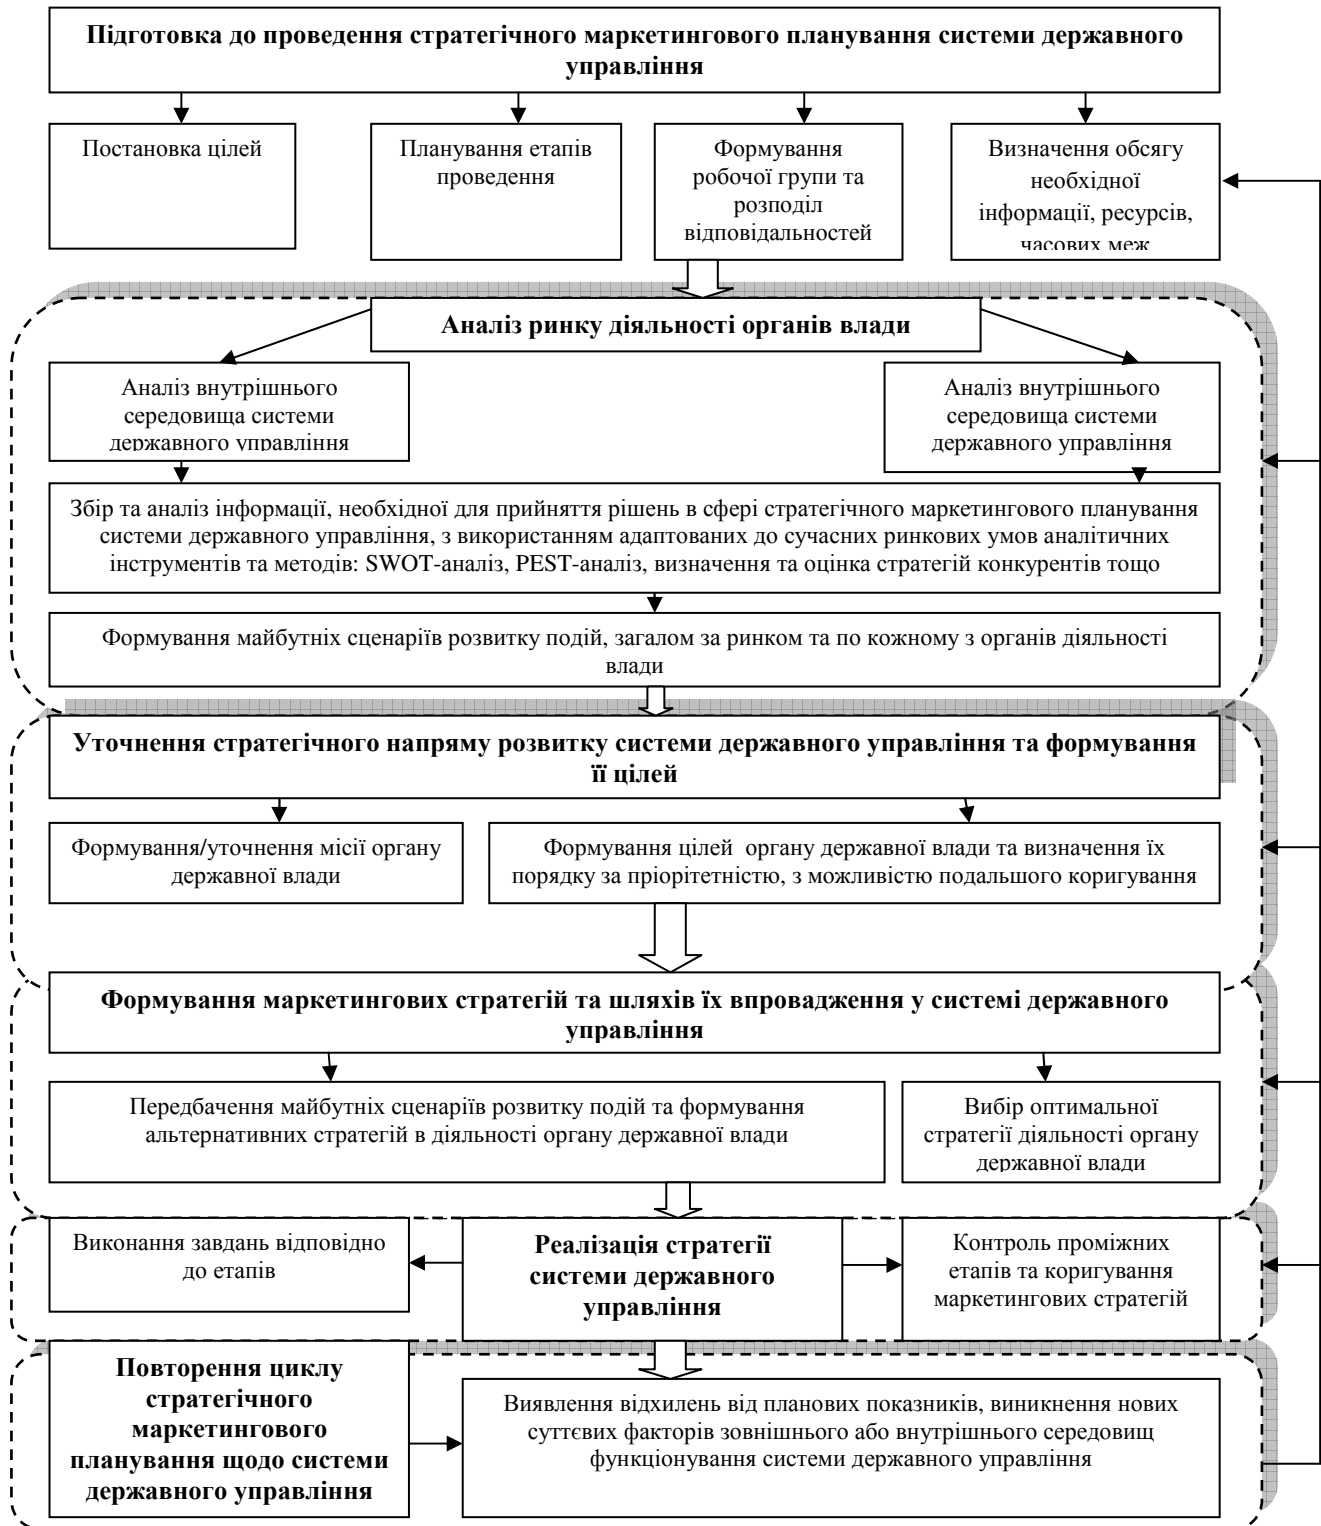 Підготовка до проведення стратегічного маркетингового планування системи державного
управління
Постановка цілей
Планування етапів
проведення
Формування
робочої групи та
розподіл
відповідальностей
Визначення обсягу
необхідної
інформації, ресурсів,
часових меж
Аналіз ринку діяльності органів влади
Аналіз внутрішнього
середовища системи
державного управління
Аналіз внутрішнього
середовища системи
державного управління
Збір та аналіз інформації, необхідної для прийняття рішень в сфері стратегічного маркетингового планування
системи державного управління, з використанням адаптованих до сучасних ринкових умов аналітичних
інструментів та методів: SWOT-аналіз, PEST-аналіз, визначення та оцінка стратегій конкурентів тощо
Формування майбутніх сценаріїв розвитку подій, загалом за ринком та по кожному з органів діяльності
влади
Уточнення стратегічного напряму розвитку системи державного управління та формування
її цілей
Формування/уточнення місії органу
державної влади
Формування цілей органу державної влади та визначення їх
порядку за пріорітетністю, з можливістю подальшого коригування
Формування маркетингових стратегій та шляхів їх впровадження у системі державного
управління
Передбачення майбутніх сценаріїв розвитку подій та формування
альтернативних стратегій в діяльності органу державної влади
Вибір оптимальної
стратегії діяльності органу
державної влади
Виконання завдань відповідно
до етапів
Реалізація стратегії
системи державного
управління
Контроль проміжних
етапів та коригування
маркетингових стратегій
Повторення циклу
стратегічного
маркетингового
планування щодо системи
державного управління
Виявлення відхилень від планових показників, виникнення нових
суттєвих факторів зовнішнього або внутрішнього середовищ
функціонування системи державного управління